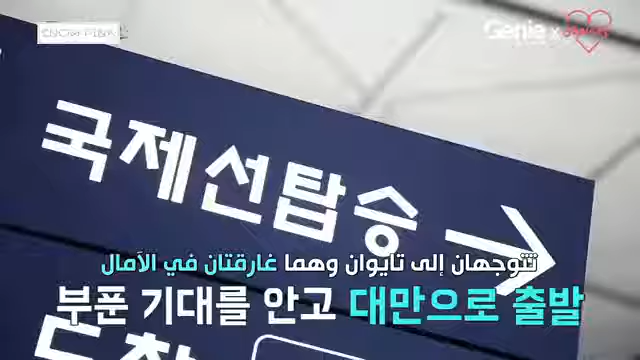 Genie x
국제선탑승 →
تتوجهان إلى تايوان وهما غارقتان في الآمال
부푼 기대를 안고 대만으로 출발